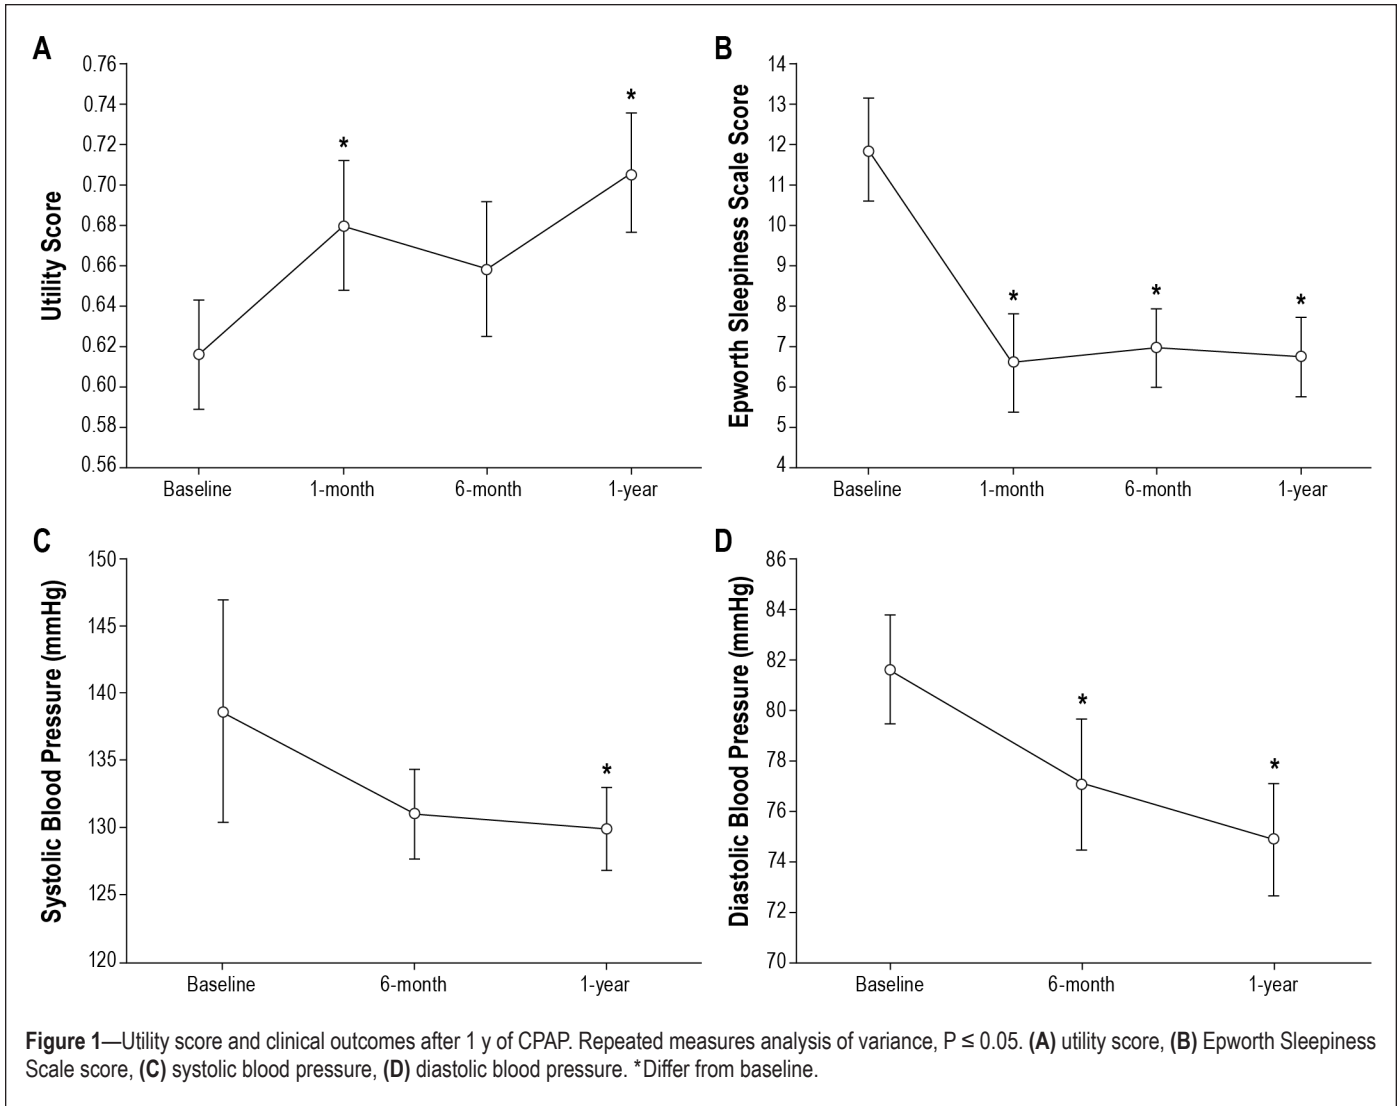 A
Utility Score
0.76
0.74
0.72
0.70
0.68
0.66
0.64
0.62
0.60
0.58
0.56
*
*
Baseline
1-month
6-month
1-year
B
Epworth Sleepiness Scale Score
14
13
12
11
10
9
8
7
6
5
4
*
*
*
Baseline
1-month
6-month
1-year
C
Systolic Blood Pressure (mmHg)
150
145
140
135
130
125
120
*
Baseline
6-month
1-year
D
Diastolic Blood Pressure (mmHg)
86
84
82
80
78
76
74
72
70
*
*
Baseline
6-month
1-year
Figure 1—Utility score and clinical outcomes after 1 y of CPAP. Repeated measures analysis of variance, P ≤ 0.05. (A) utility score, (B) Epworth Sleepiness
Scale score, (C) systolic blood pressure, (D) diastolic blood pressure. *Differ from baseline.